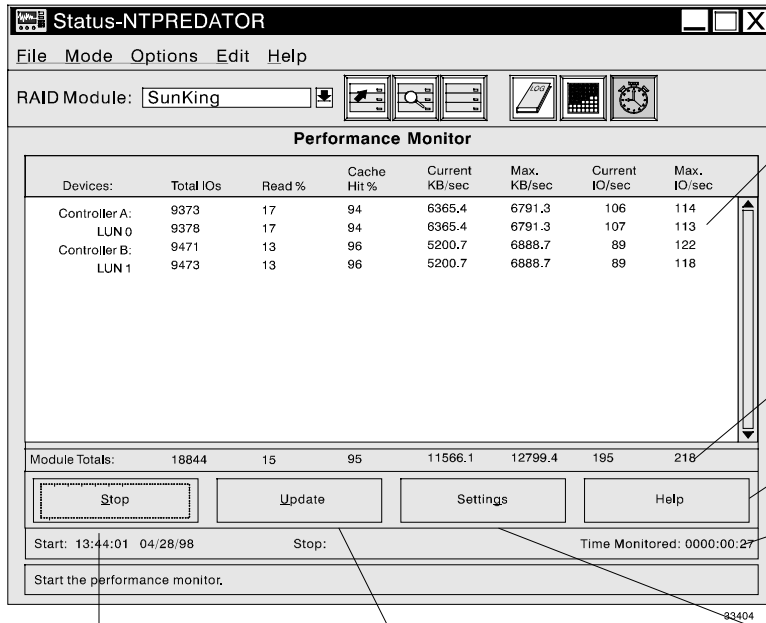 Status-NTPREDATOR
File Mode Options Edit Help
RAID Module: SunKing
LOG
Performance Monitor
Devices: Total IOs Read % Cache Hit % Current KB/sec Max. KB/sec Current IO/sec Max. IO/sec
Controller A: 9373 17 94 6365.4 6791.3 106 114
LUN 0 9378 17 94 6365.4 6791.3 107 113
Controller B: 9471 13 96 5200.7 6888.7 89 122
LUN 1 9473 13 96 5200.7 6888.7 89 118
Module Totals: 18844 15 95 11566.1 12799.4 195 218
Stop Update Settings Help
Start: 13:44:01 04/28/98 Stop: Time Monitored: 0000:00:27
Start the performance monitor.
33404